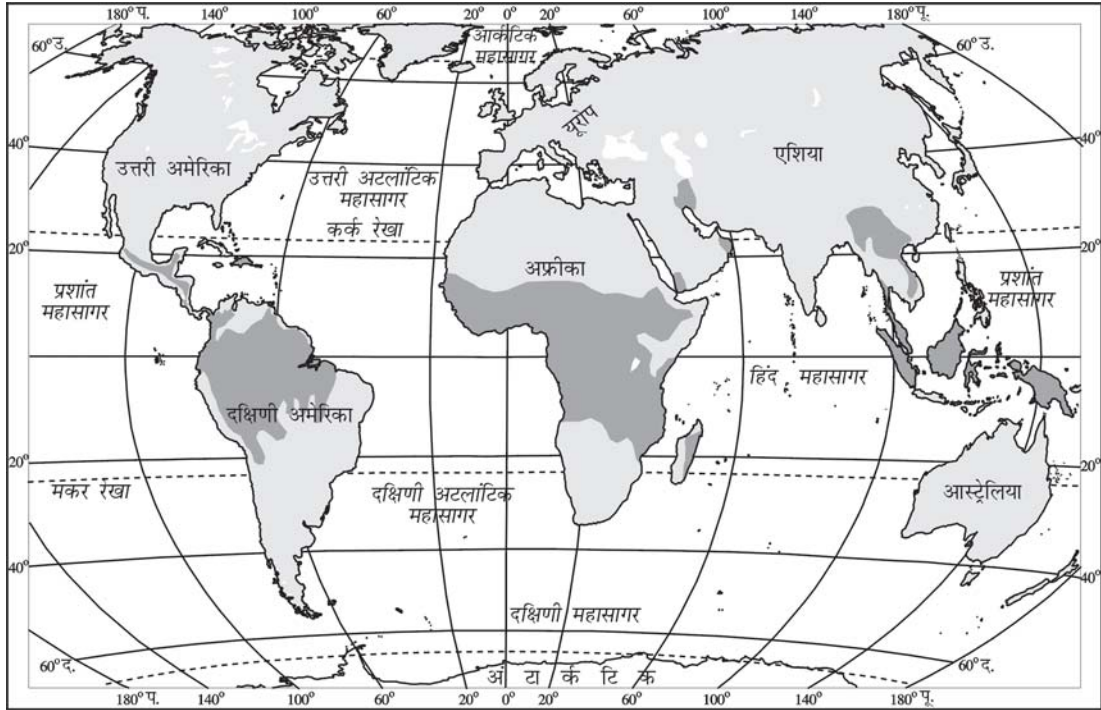 180° प. 140° 100° 60° 20° 0° 20° 60° 100° 140° 180° पू.
60° उ.
आर्कटिक
महासागर
60° उ.
यूरोप
40°
40°
उत्तरी अमेरिका
एशिया
उत्तरी अटलांटिक
महासागर
कर्क रेखा
20°
20°
अफ्रीका
प्रशांत
महासागर
प्रशांत
महासागर
0°
0°
हिंद महासागर
दक्षिणी अमेरिका
20°
20°
मकर रेखा
दक्षिणी अटलांटिक
महासागर
आस्ट्रेलिया
40°
40°
दक्षिणी महासागर
60° द.
60° द.
अंटार्कटिक
180° प. 140° 100° 60° 20° 0° 20° 60° 100° 140° 180° पू.